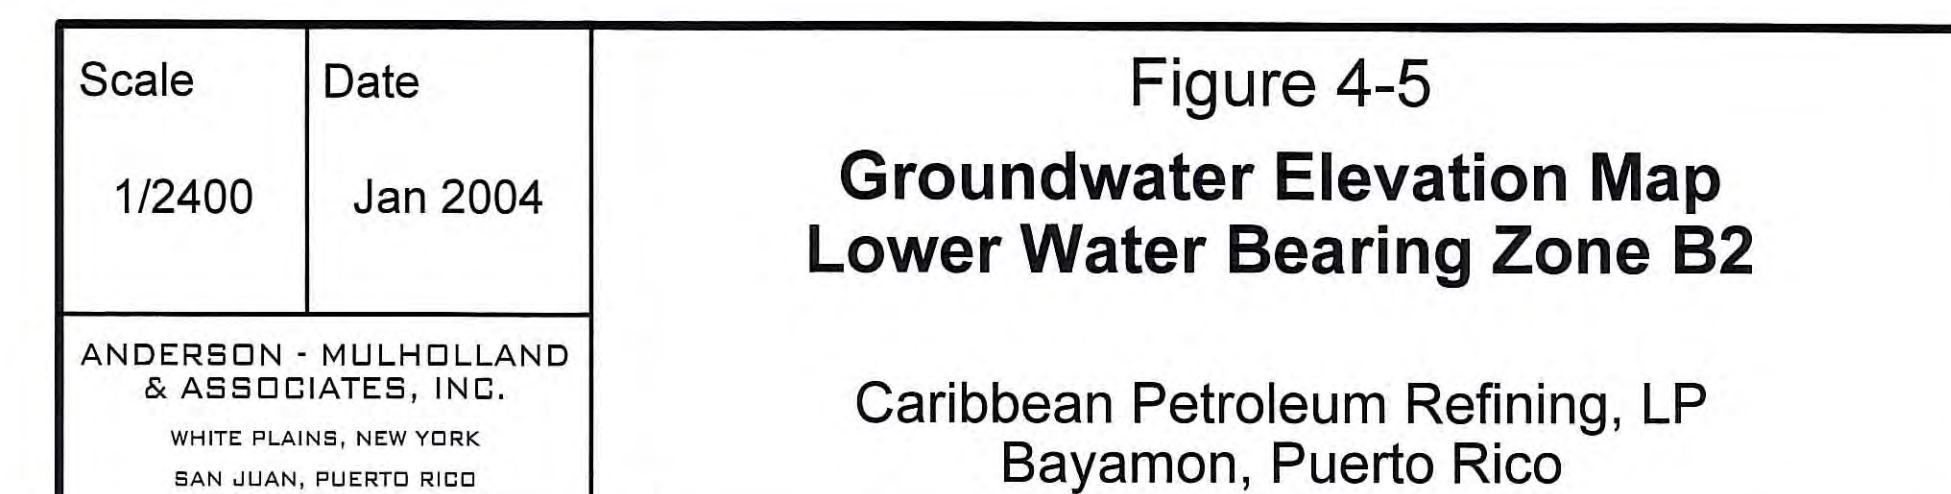 Scale
1/2400
Date
Jan 2004
ANDERSON - MULHOLLAND
& ASSOCIATES, INC.
WHITE PLAINS, NEW YORK
SAN JUAN, PUERTO RICO
Figure 4-5
Groundwater Elevation Map
Lower Water Bearing Zone B2
Caribbean Petroleum Refining, LP
Bayamon, Puerto Rico